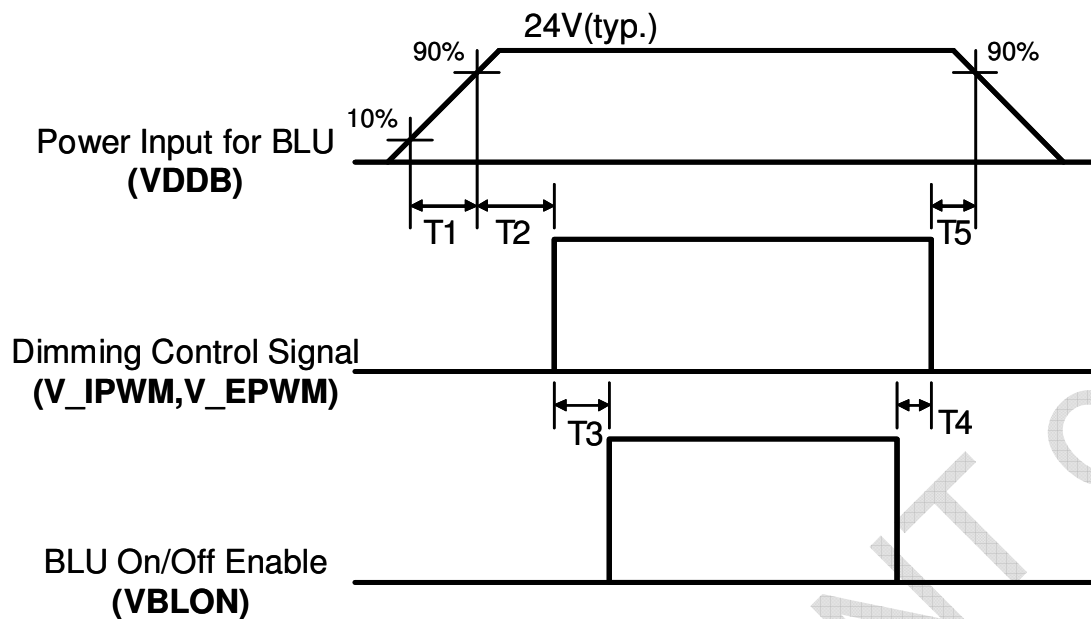 24V(typ.)
90%
90%
10%
Power Input for BLU
(VDDB)
T1
T2
T5
Dimming Control Signal
(V_IPWM,V_EPWM)
T3
T4
BLU On/Off Enable
(VBLON)